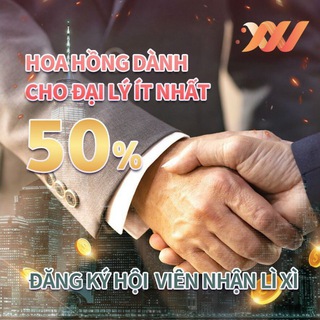 HOA HỒNG DÀNH
CHO ĐẠI LÝ ÍT NHẤT
50%
ĐĂNG KÝ HỘI VIÊN NHẬN LÌ XÌ